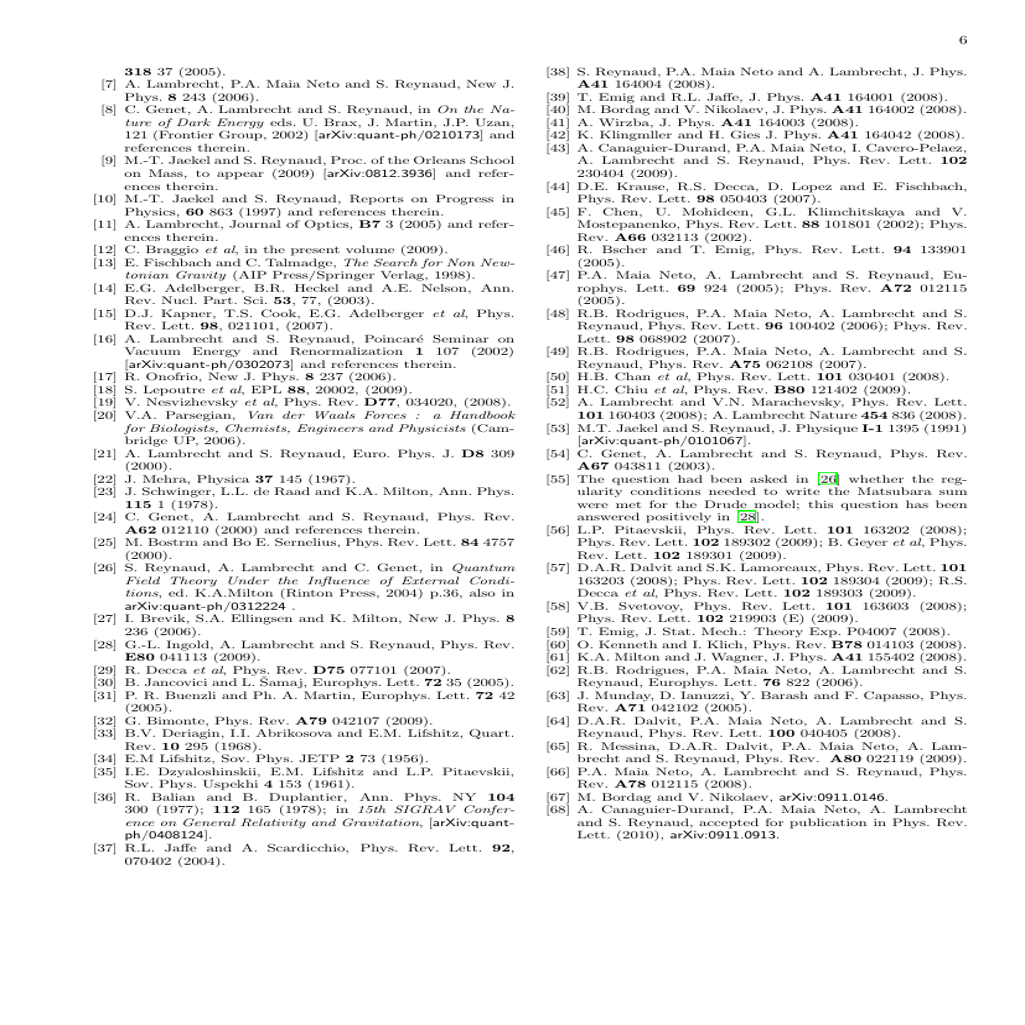 6
318 37 (2005).
[7] A. Lambrecht, P.A. Maia Neto and S. Reynaud, New J.
Phys. 8 243 (2006).
[8] C. Genet, A. Lambrecht and S. Reynaud, in On the Na-
ture of Dark Energy eds. U. Brax, J. Martin, J.P. Uzan,
121 (Frontier Group, 2002) [arXiv:quant-ph/0210173] and
references therein.
[9] M.-T. Jaekel and S. Reynaud, Proc. of the Orleans School
on Mass, to appear (2009) [arXiv:0812.3936] and refer-
ences therein.
[10] M.-T. Jaekel and S. Reynaud, Reports on Progress in
Physics, 60 863 (1997) and references therein.
[11] A. Lambrecht, Journal of Optics, B7 3 (2005) and refer-
ences therein.
[12] C. Braggio et al, in the present volume (2009).
[13] E. Fischbach and C. Talmadge, The Search for Non New-
tonian Gravity (AIP Press/Springer Verlag, 1998).
[14] E.G. Adelberger, B.R. Heckel and A.E. Nelson, Ann.
Rev. Nucl. Part. Sci. 53, 77, (2003).
[15] D.J. Kapner, T.S. Cook, E.G. Adelberger et al, Phys.
Rev. Lett. 98, 021101, (2007).
[16] A. Lambrecht and S. Reynaud, Poincaré Seminar on
Vacuum Energy and Renormalization 1 107 (2002)
[arXiv:quant-ph/0302073] and references therein.
[17] R. Onofrio, New J. Phys. 8 237 (2006).
[18] S. Lepoutre et al, EPL 88, 20002, (2009).
[19] V. Nesvizhevsky et al, Phys. Rev. D77, 034020, (2008).
[20] V.A. Parsegian, Van der Waals Forces : a Handbook
for Biologists, Chemists, Engineers and Physicists (Cam-
bridge UP, 2006).
[21] A. Lambrecht and S. Reynaud, Euro. Phys. J. D8 309
(2000).
[22] J. Mehra, Physica 37 145 (1967).
[23] J. Schwinger, L.L. de Raad and K.A. Milton, Ann. Phys.
115 1 (1978).
[24] C. Genet, A. Lambrecht and S. Reynaud, Phys. Rev.
A62 012110 (2000) and references therein.
[25] M. Bostrm and Bo E. Sernelius, Phys. Rev. Lett. 84 4757
(2000).
[26] S. Reynaud, A. Lambrecht and C. Genet, in Quantum
Field Theory Under the Influence of External Condi-
tions, ed. K.A.Milton (Rinton Press, 2004) p.36, also in
arXiv:quant-ph/0312224 .
[27] I. Brevik, S.A. Ellingsen and K. Milton, New J. Phys. 8
236 (2006).
[28] G.-L. Ingold, A. Lambrecht and S. Reynaud, Phys. Rev.
E80 041113 (2009).
[29] R. Decca et al, Phys. Rev. D75 077101 (2007).
[30] B. Jancovici and L. Šamaj, Europhys. Lett. 72 35 (2005).
[31] P. R. Buenzli and Ph. A. Martin, Europhys. Lett. 72 42
(2005).
[32] G. Bimonte, Phys. Rev. A79 042107 (2009).
[33] B.V. Deriagin, I.I. Abrikosova and E.M. Lifshitz, Quart.
Rev. 10 295 (1968).
[34] E.M Lifshitz, Sov. Phys. JETP 2 73 (1956).
[35] I.E. Dzyaloshinskii, E.M. Lifshitz and L.P. Pitaevskii,
Sov. Phys. Uspekhi 4 153 (1961).
[36] R. Balian and B. Duplantier, Ann. Phys. NY 104
300 (1977); 112 165 (1978); in 15th SIGRAV Confer-
ence on General Relativity and Gravitation, [arXiv:quant-
ph/0408124].
[37] R.L. Jaffe and A. Scardicchio, Phys. Rev. Lett. 92,
070402 (2004).
[38] S. Reynaud, P.A. Maia Neto and A. Lambrecht, J. Phys.
A41 164004 (2008).
[39] T. Emig and R.L. Jaffe, J. Phys. A41 164001 (2008).
[40] M. Bordag and V. Nikolaev, J. Phys. A41 164002 (2008).
[41] A. Wirzba, J. Phys. A41 164003 (2008).
[42] K. Klingmller and H. Gies J. Phys. A41 164042 (2008).
[43] A. Canaguier-Durand, P.A. Maia Neto, I. Cavero-Pelaez,
A. Lambrecht and S. Reynaud, Phys. Rev. Lett. 102
230404 (2009).
[44] D.E. Krause, R.S. Decca, D. Lopez and E. Fischbach,
Phys. Rev. Lett. 98 050403 (2007).
[45] F. Chen, U. Mohideen, G.L. Klimchitskaya and V.
Mostepanenko, Phys. Rev. Lett. 88 101801 (2002); Phys.
Rev. A66 032113 (2002).
[46] R. Bscher and T. Emig, Phys. Rev. Lett. 94 133901
(2005).
[47] P.A. Maia Neto, A. Lambrecht and S. Reynaud, Eu-
rophys. Lett. 69 924 (2005); Phys. Rev. A72 012115
(2005).
[48] R.B. Rodrigues, P.A. Maia Neto, A. Lambrecht and S.
Reynaud, Phys. Rev. Lett. 96 100402 (2006); Phys. Rev.
Lett. 98 068902 (2007).
[49] R.B. Rodrigues, P.A. Maia Neto, A. Lambrecht and S.
Reynaud, Phys. Rev. A75 062108 (2007).
[50] H.B. Chan et al, Phys. Rev. Lett. 101 030401 (2008).
[51] H.C. Chiu et al, Phys. Rev. B80 121402 (2009).
[52] A. Lambrecht and V.N. Marachevsky, Phys. Rev. Lett.
101 160403 (2008); A. Lambrecht Nature 454 836 (2008).
[53] M.T. Jaekel and S. Reynaud, J. Physique I-1 1395 (1991)
[arXiv:quant-ph/0101067].
[54] C. Genet, A. Lambrecht and S. Reynaud, Phys. Rev.
A67 043811 (2003).
[55] The question had been asked in [26] whether the reg-
ularity conditions needed to write the Matsubara sum
were met for the Drude model; this question has been
answered positively in [28].
[56] L.P. Pitaevskii, Phys. Rev. Lett. 101 163202 (2008);
Phys. Rev. Lett. 102 189302 (2009); B. Geyer et al, Phys.
Rev. Lett. 102 189301 (2009).
[57] D.A.R. Dalvit and S.K. Lamoreaux, Phys. Rev. Lett. 101
163203 (2008); Phys. Rev. Lett. 102 189304 (2009); R.S.
Decca et al, Phys. Rev. Lett. 102 189303 (2009).
[58] V.B. Svetovoy, Phys. Rev. Lett. 101 163603 (2008);
Phys. Rev. Lett. 102 219903 (E) (2009).
[59] T. Emig, J. Stat. Mech.: Theory Exp. P04007 (2008).
[60] O. Kenneth and I. Klich, Phys. Rev. B78 014103 (2008).
[61] K.A. Milton and J. Wagner, J. Phys. A41 155402 (2008).
[62] R.B. Rodrigues, P.A. Maia Neto, A. Lambrecht and S.
Reynaud, Europhys. Lett. 76 822 (2006).
[63] J. Munday, D. Ianuzzi, Y. Barash and F. Capasso, Phys.
Rev. A71 042102 (2005).
[64] D.A.R. Dalvit, P.A. Maia Neto, A. Lambrecht and S.
Reynaud, Phys. Rev. Lett. 100 040405 (2008).
[65] R. Messina, D.A.R. Dalvit, P.A. Maia Neto, A. Lam-
brecht and S. Reynaud, Phys. Rev. A80 022119 (2009).
[66] P.A. Maia Neto, A. Lambrecht and S. Reynaud, Phys.
Rev. A78 012115 (2008).
[67] M. Bordag and V. Nikolaev, arXiv:0911.0146.
[68] A. Canaguier-Durand, P.A. Maia Neto, A. Lambrecht
and S. Reynaud, accepted for publication in Phys. Rev.
Lett. (2010), arXiv:0911.0913.